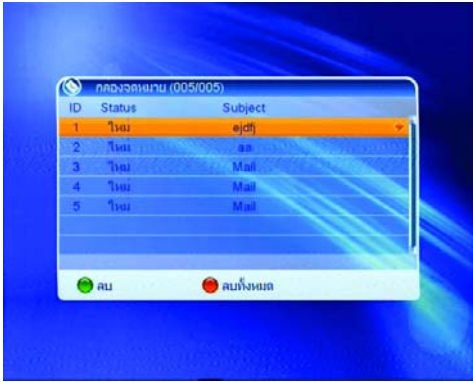 กล่องจดหมาย (005/005)
ID Status Subject
1 ใหม่ ejdfj
2 ใหม่ aa
3 ใหม่ Mail
4 ใหม่ Mail
5 ใหม่ Mail
ลบ ลบทั้งหมด